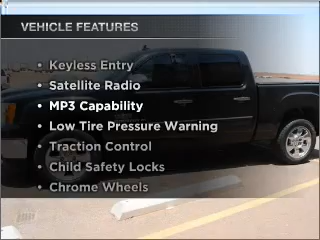 VEHICLE FEATURES
• Keyless Entry
• Satellite Radio
• MP3 Capability
• Low Tire Pressure Warning
• Traction Control
• Child Safety Locks
• Chrome Wheels